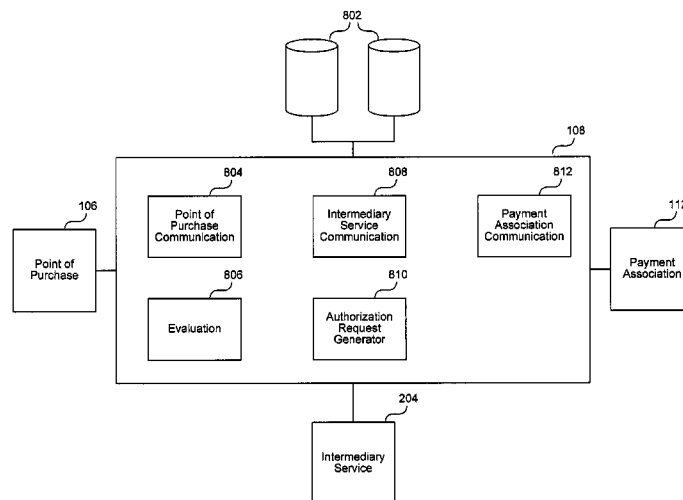 802
108
804
808
812
106
112
Point of
Purchase
Communication
Intermediary
Service
Communication
Payment
Association
Communication
Point of
Purchase
Payment
Association
806
810
Evaluation
Authorization
Request
Generator
204
Intermediary
Service